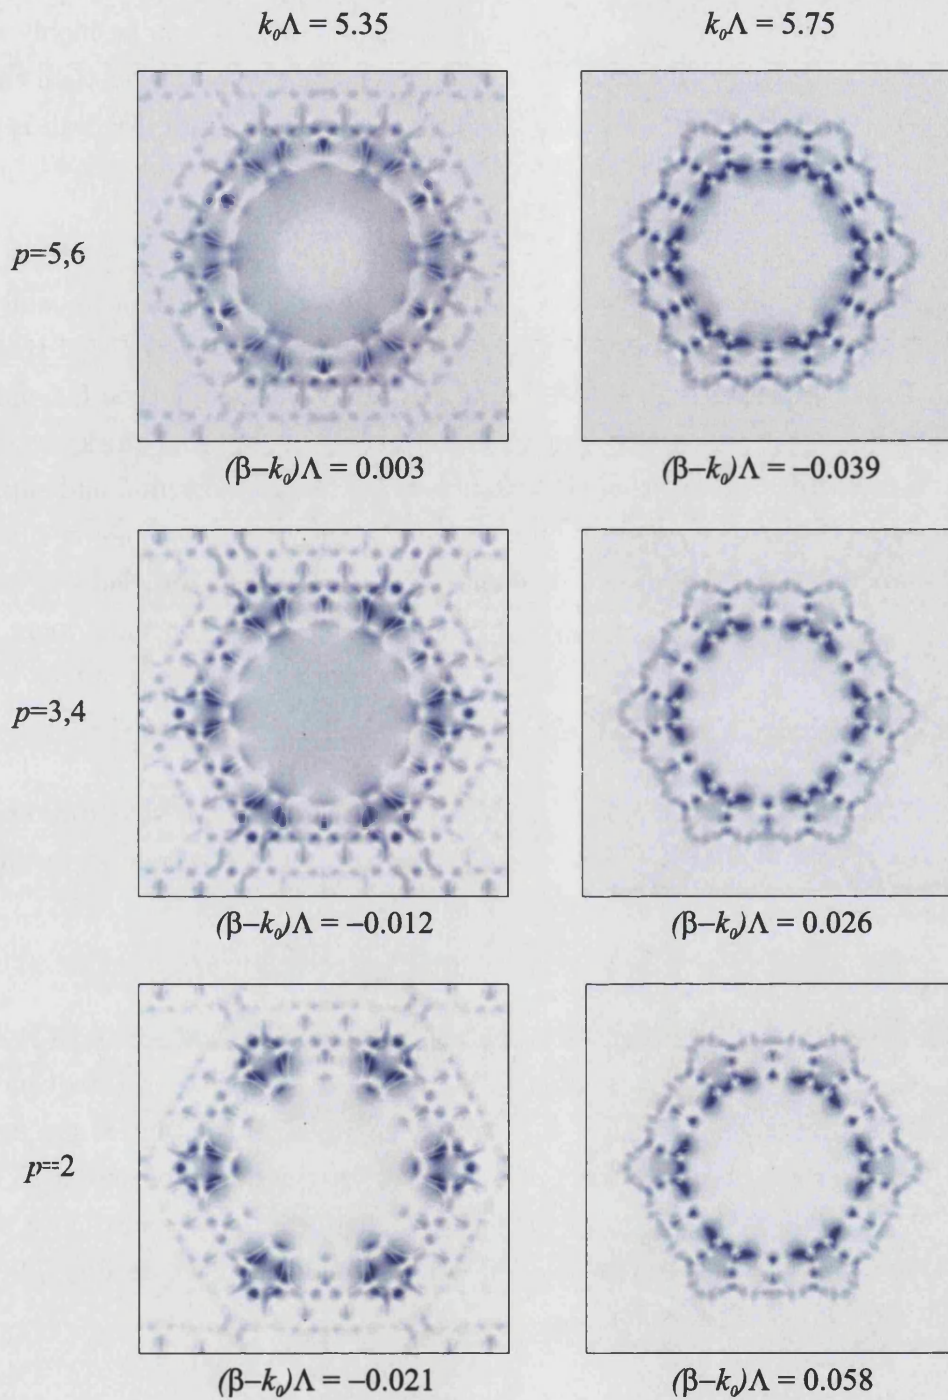 k₀Λ = 5.35 k₀Λ = 5.75
p=5,6
(β–k₀)Λ = 0.003 (β–k₀)Λ = –0.039
p=3,4
(β–k₀)Λ = –0.012 (β–k₀)Λ = 0.026
p=2
(β–k₀)Λ = –0.021 (β–k₀)Λ = 0.058